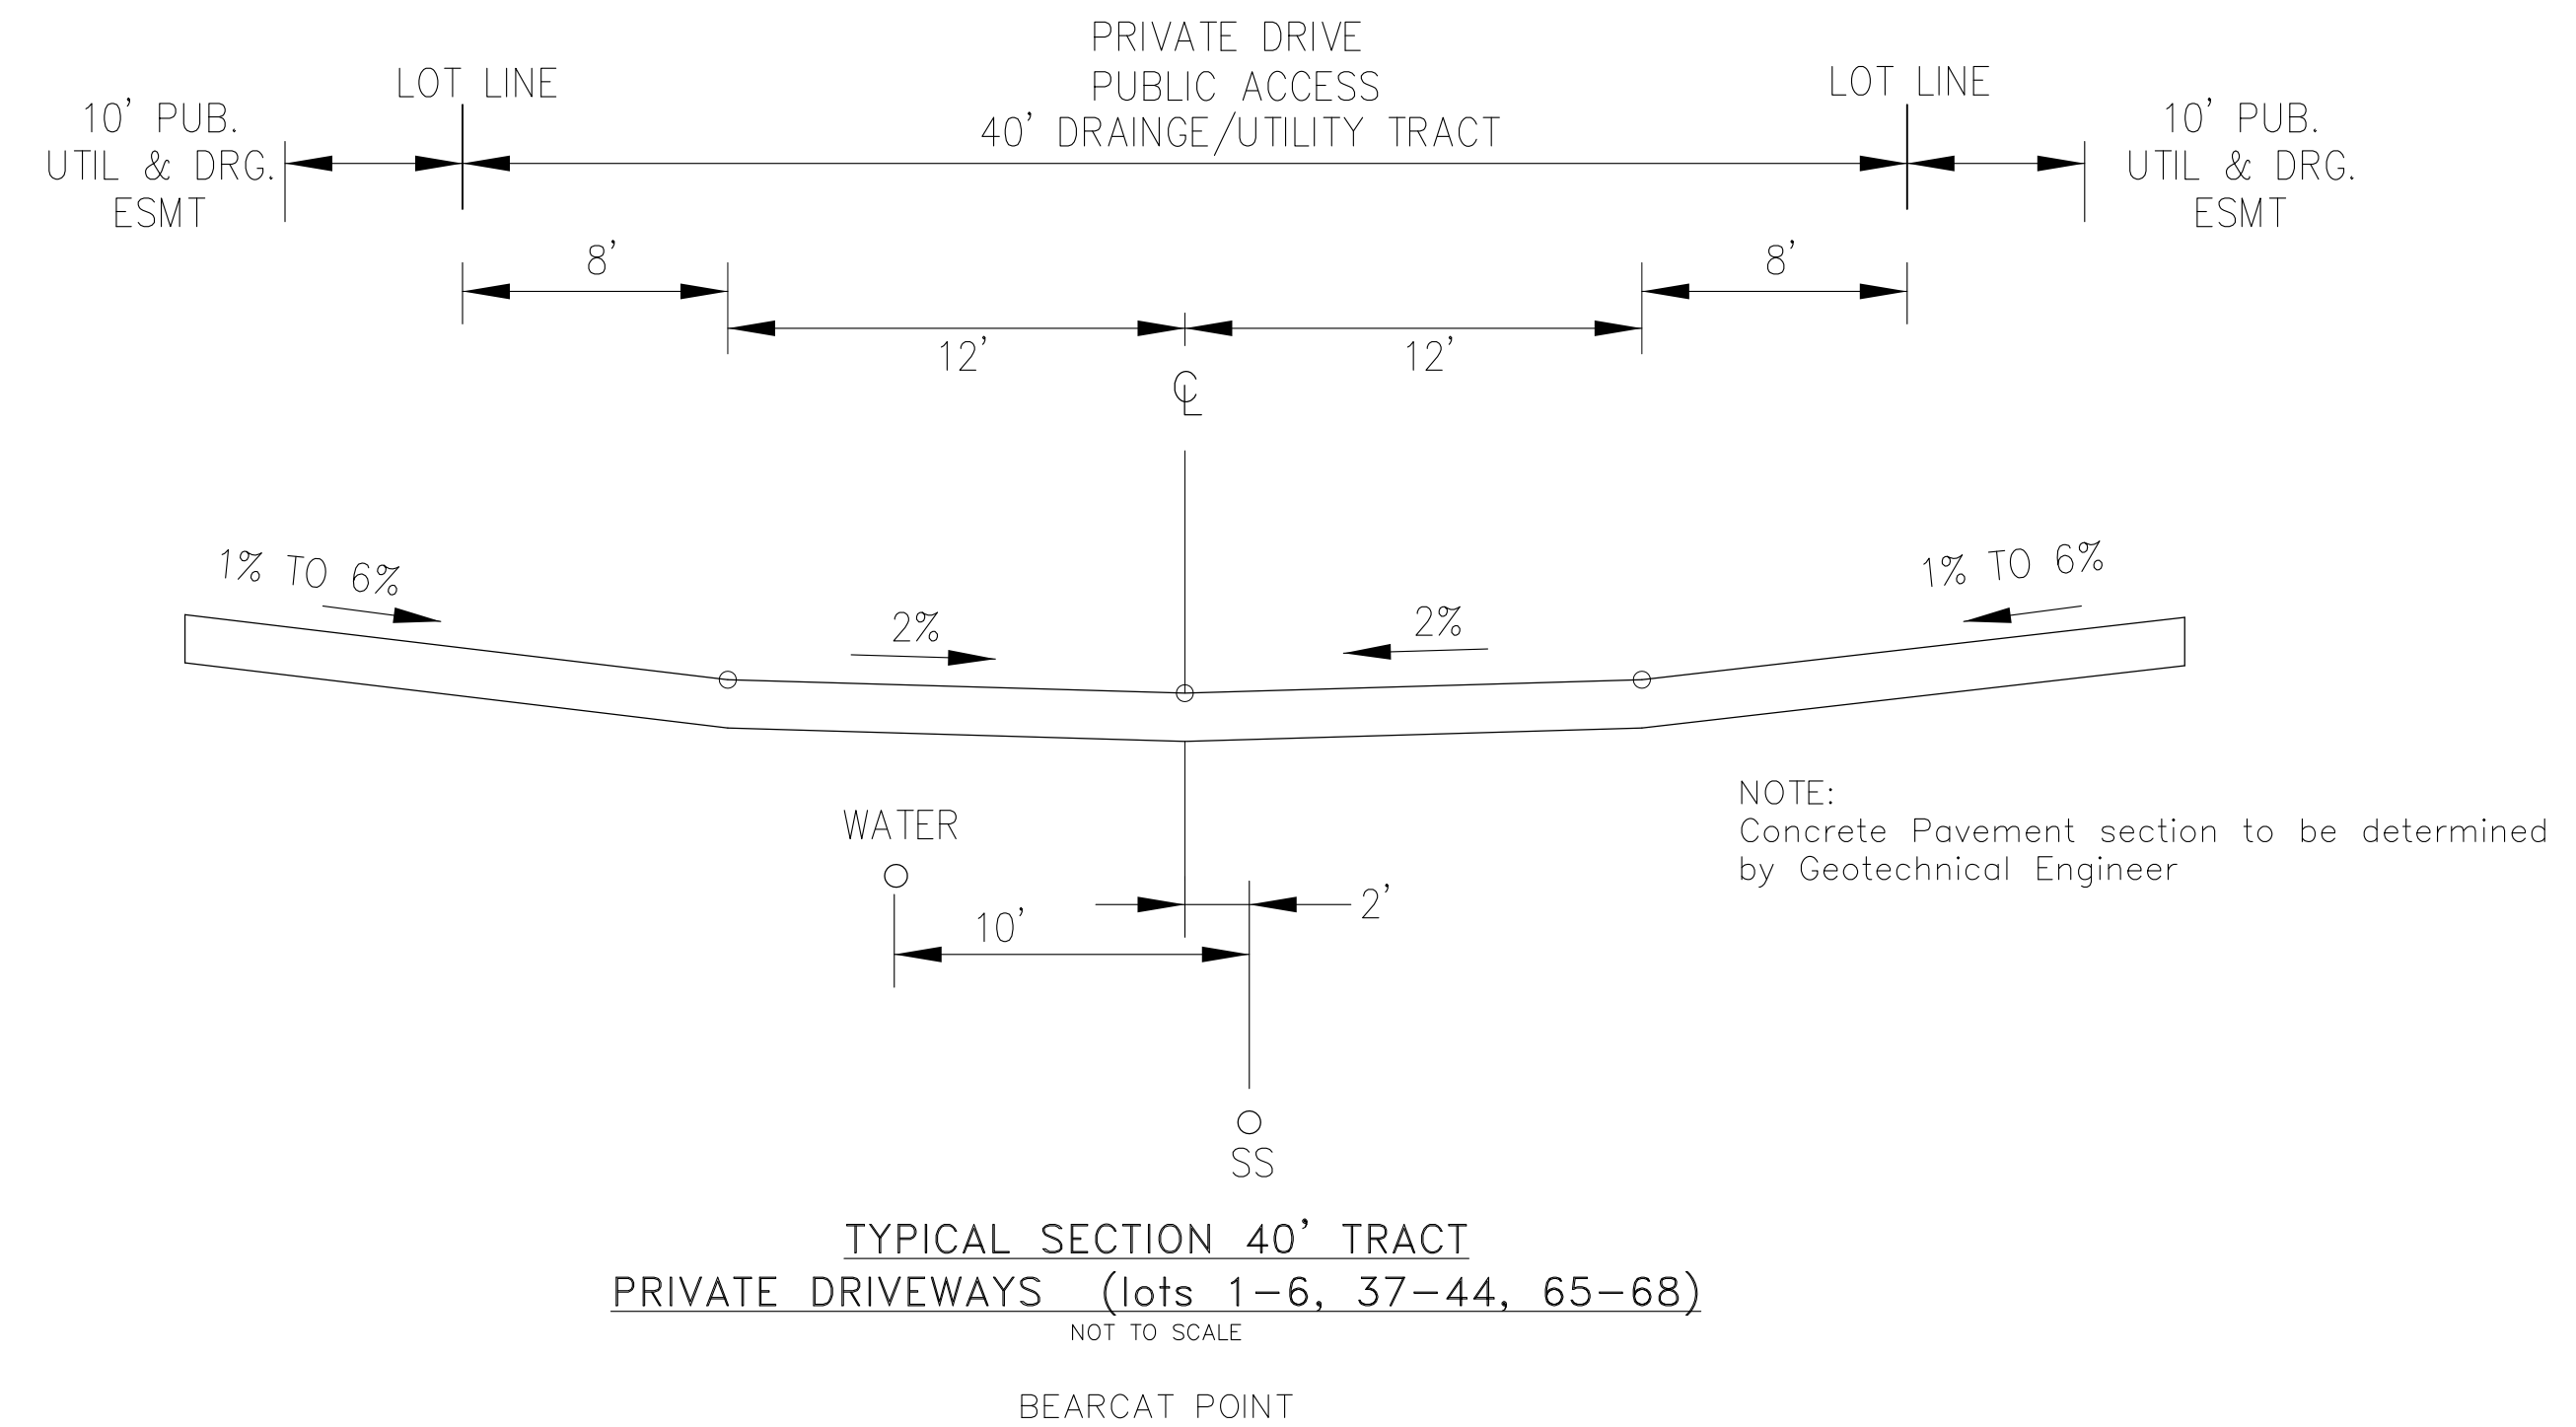 PRIVATE DRIVE
PUBLIC ACCESS
40' DRAINGE/UTILITY TRACT
LOT LINE
LOT LINE
10' PUB.
UTIL & DRG.
ESMT
10' PUB.
UTIL & DRG.
ESMT
8'
8'
12'
12'
℄
1% TO 6%
2%
2%
1% TO 6%
WATER
10'
2'
NOTE:
Concrete Pavement section to be determined
by Geotechnical Engineer
SS
TYPICAL SECTION 40' TRACT
PRIVATE DRIVEWAYS (lots 1-6, 37-44, 65-68)
NOT TO SCALE
BEARCAT POINT